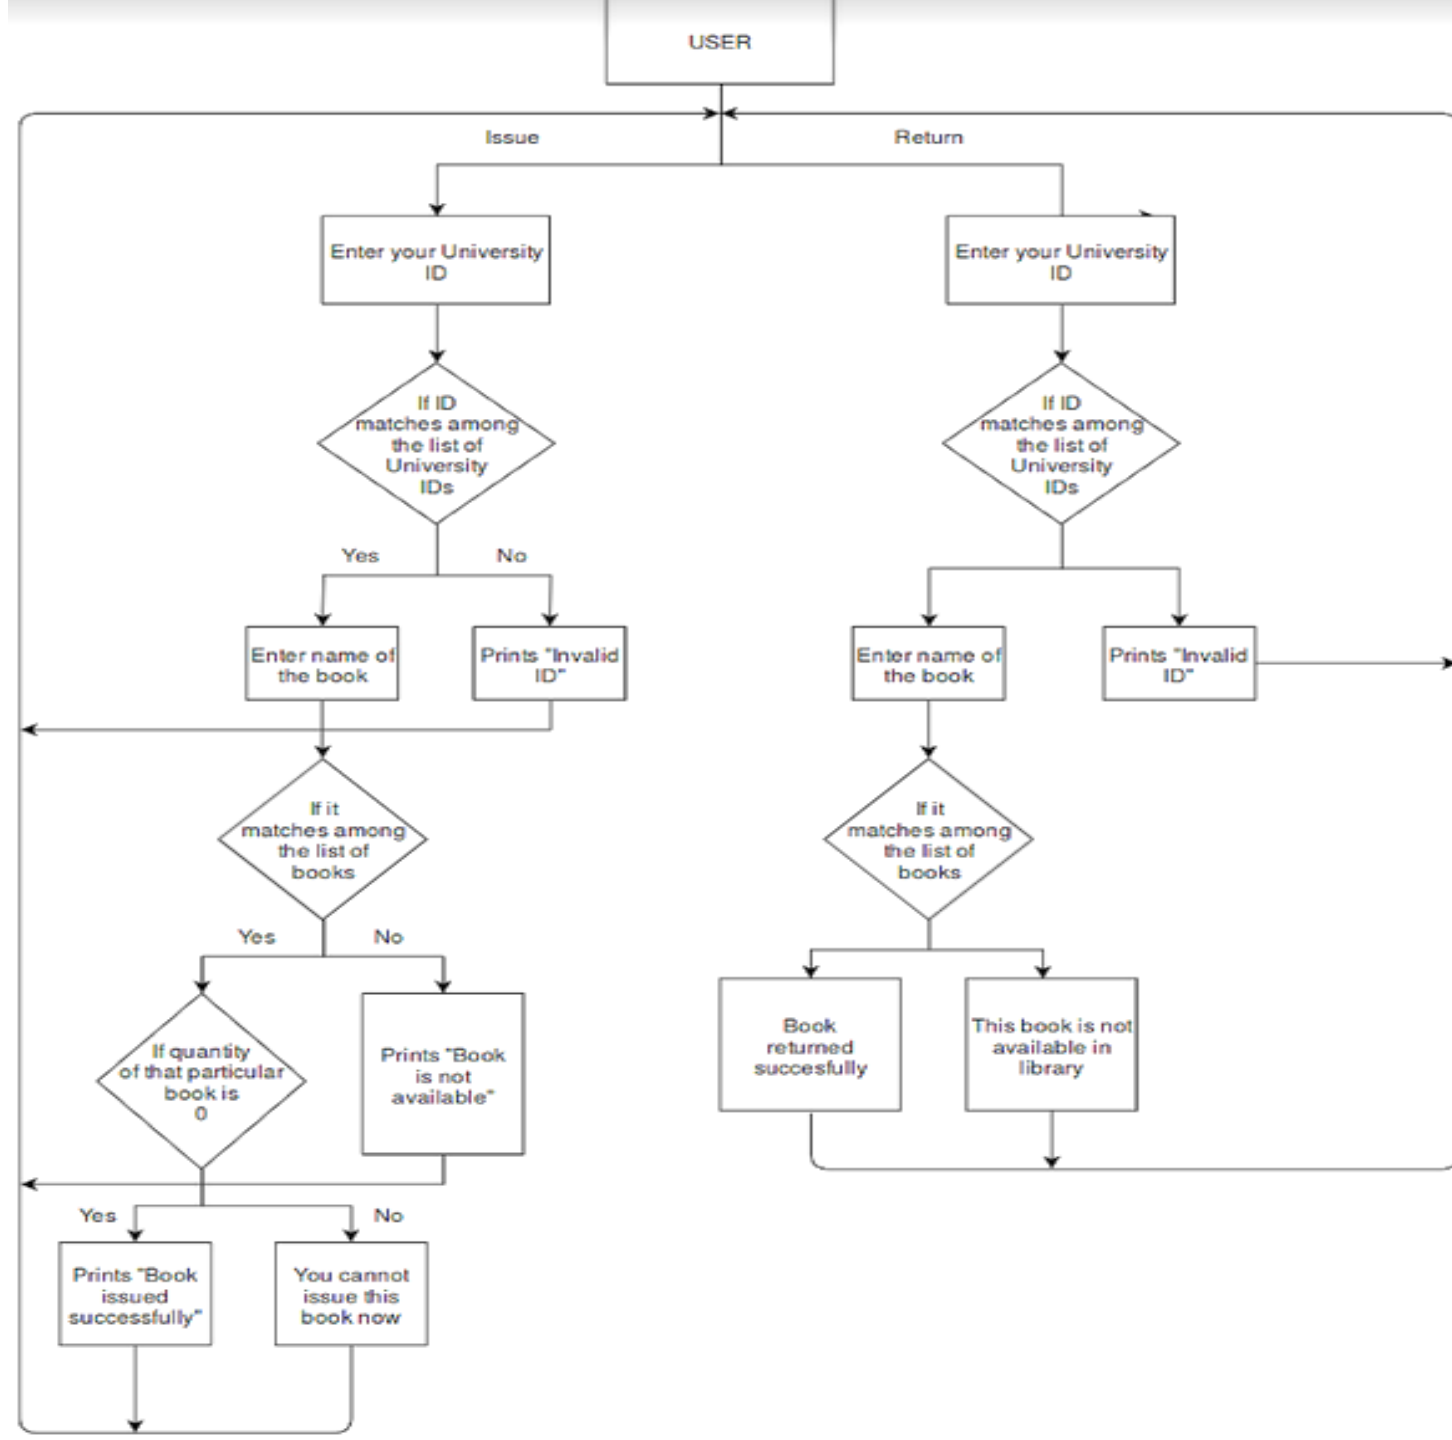 USER
Issue
Return
Enter your University
ID
Enter your University
ID
If ID
matches among
the list of
University
IDs
If ID
matches among
the list of
University
IDs
Yes
No
Enter name of
the book
Prints "Invalid
ID"
Enter name of
the book
Prints "Invalid
ID"
If it
matches among
the list of
books
If it
matches among
the list of
books
Yes
No
If quantity
of that particular
book is
0
Prints "Book
is not
available"
Book
returned
succesfully
This book is not
available in
library
Yes
No
Prints "Book
issued
successfully"
You cannot
issue this
book now